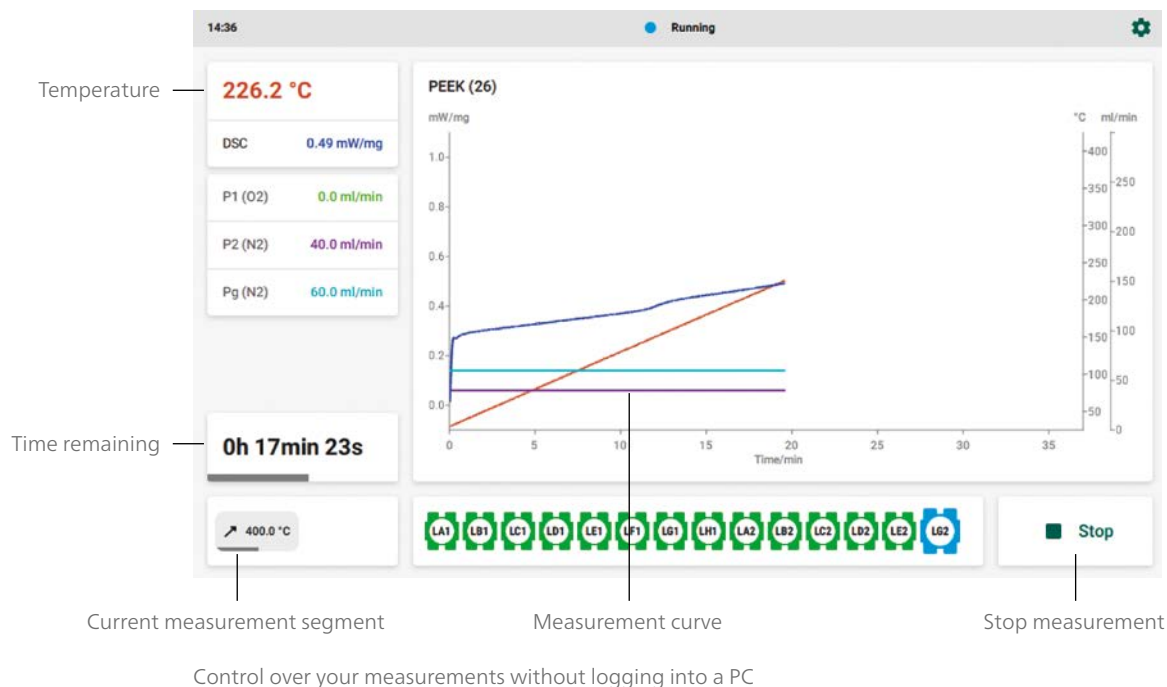 14:36
Running
Temperature
226.2 °C
DSC 0.49 mW/mg
P1 (O2) 0.0 ml/min
P2 (N2) 40.0 ml/min
Pg (N2) 60.0 ml/min
PEEK (26)
mW/mg
°C ml/min
1.0
0.8
0.6
0.4
0.2
0.0
400
350
300
250
200
150
100
50
250
200
150
100
50
0
0 5 10 15 20 25 30 35
Time/min
Time remaining
0h 17min 23s
400.0 °C
LA1 LB1 LC1 LD1 LE1 LF1 LG1 LH1 LA2 LB2 LC2 LD2 LE2 LG2
Stop
Current measurement segment
Measurement curve
Stop measurement
Control over your measurements without logging into a PC